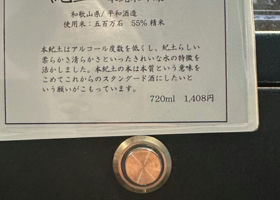 和歌山県/平和酒造
使用米:五百万石 55%精米
本紀土はアルコール度数を低くし、紀土らしい
柔らかさ清らかさといったきれいな水の特徴を
活かしました。本紀土の本は本質という意味を
こめてこれからのスタンダード酒にしたいと
いう願いがこもっています。
720ml 1,408円